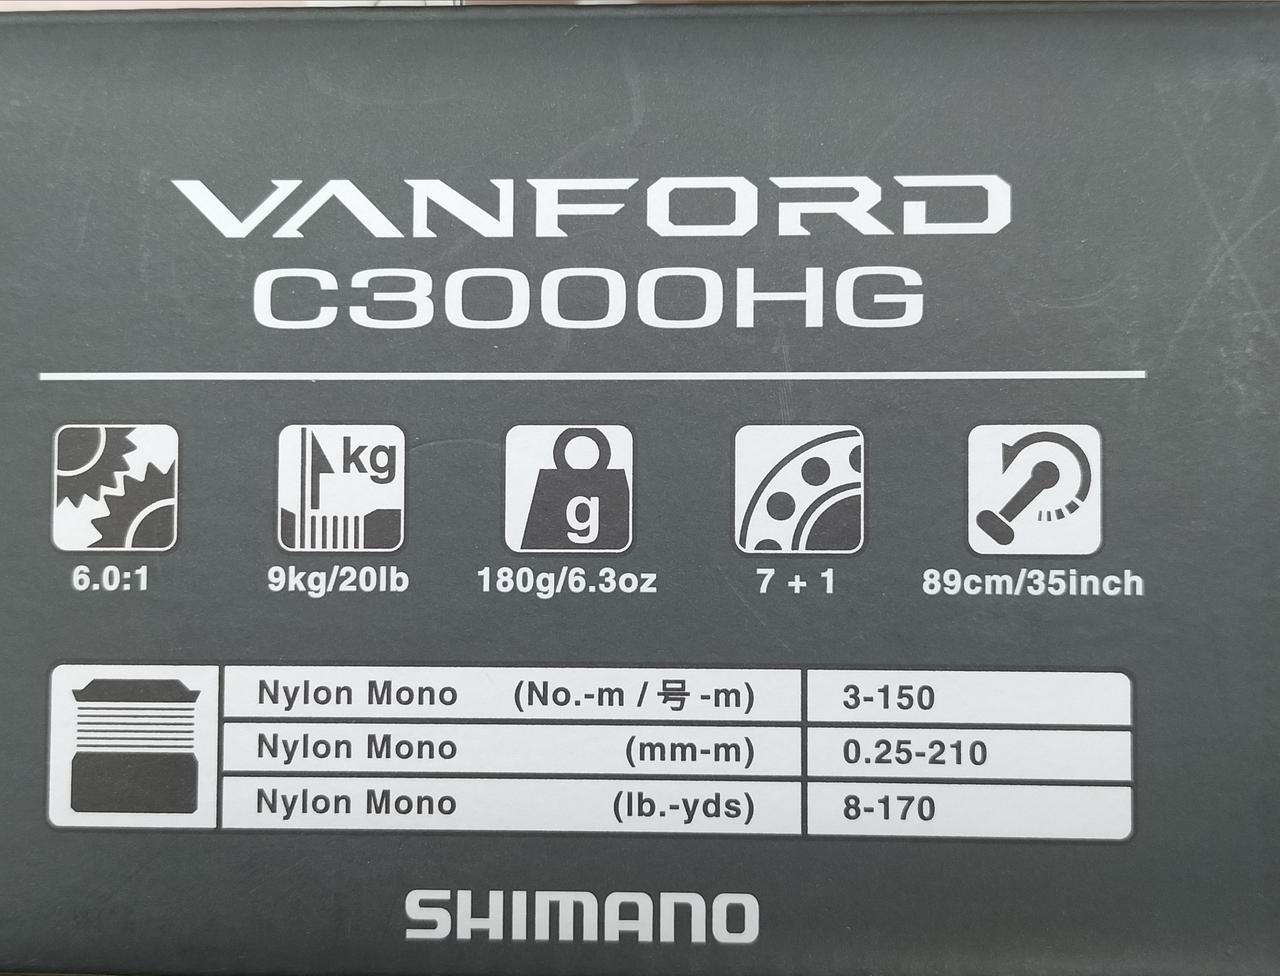 VANFORD
C3000HG
kg
g
6.0:1 9kg/20lb 180g/6.3oz 7 + 1 89cm/35inch
Nylon Mono (No.-m / 号 -m) 3-150
Nylon Mono (mm-m) 0.25-210
Nylon Mono (lb.-yds) 8-170
SHIMANO